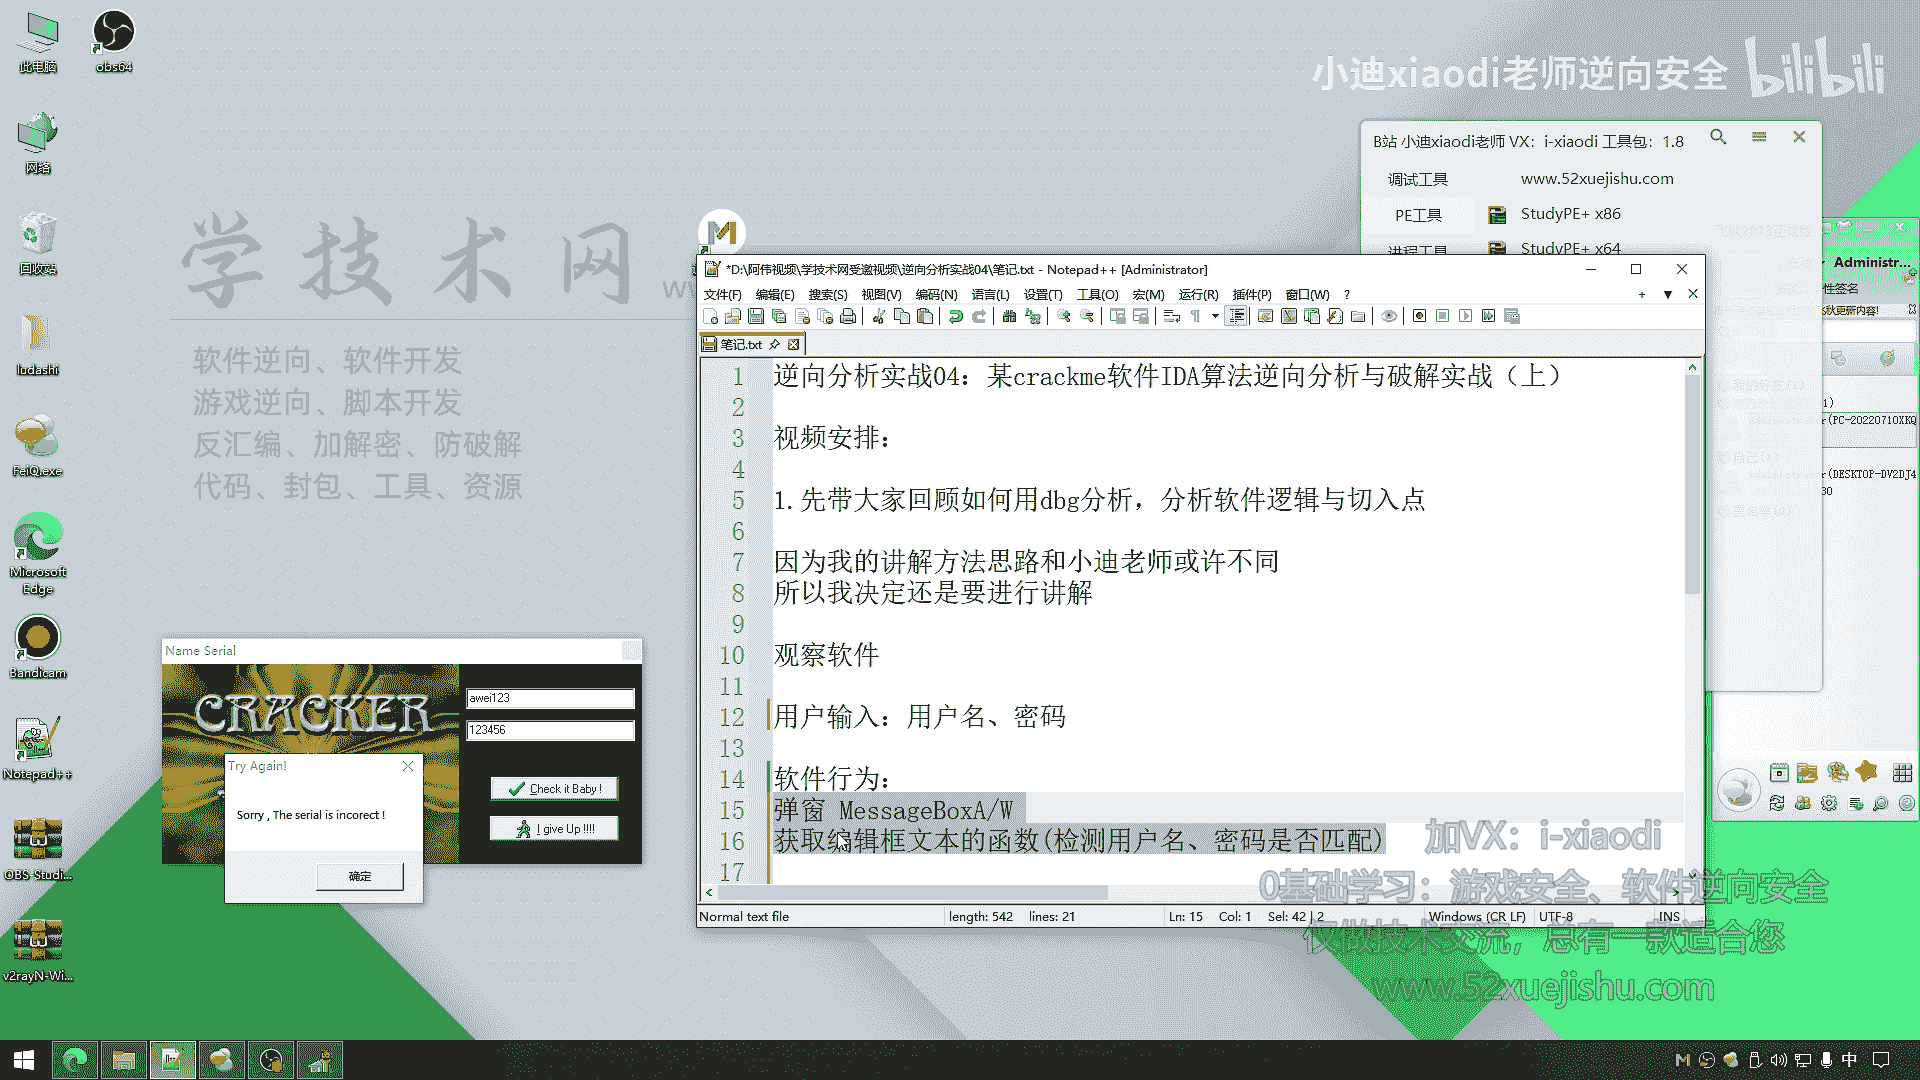 此电脑
obs64
网络
回收站
ludashi
FeiQ.exe
Microsoft
Edge
Bandicam
Notepad++
OBS-Studi...
v2rayN-Wi...
学技术网
软件逆向、软件开发
游戏逆向、脚本开发
反汇编、加解密、防破解
代码、封包、工具、资源
小迪xiaodi老师逆向安全 bilibili
B站 小迪xiaodi老师 VX：i-xiaodi 工具包：1.8
调试工具
www.52xuejishu.com
PE工具
StudyPE+ x86
进程工具
StudyPE+ x64
Administr...
性签名
秋更新内容!
(PC-20220710XKQ
(DESKTOP-DV2DJ4
30
Name Serial
CRACKER
awei123
123456
Check it Baby !
I give Up !!!!
Try Again!
Sorry , The serial is incorect !
确定
*D:\阿伟视频\学技术网受邀视频\逆向分析实战04\笔记.txt - Notepad++ [Administrator]
文件(F) 编辑(E) 搜索(S) 视图(V) 编码(N) 语言(L) 设置(T) 工具(O) 宏(M) 运行(R) 插件(P) 窗口(W) ?
笔记.txt
1 逆向分析实战04：某crackme软件IDA算法逆向分析与破解实战（上）
2
3 视频安排：
4
5 1.先带大家回顾如何用dbg分析，分析软件逻辑与切入点
6
7 因为我的讲解方法思路和小迪老师或许不同
8 所以我决定还是要进行讲解
9
10 观察软件
11
12 用户输入：用户名、密码
13
14 软件行为：
15 弹窗 MessageBoxA/W
16 获取编辑框文本的函数(检测用户名、密码是否匹配)
17
Normal text file length: 542 lines: 21 Ln: 15 Col: 1 Sel: 42 | 2 Windows (CR LF) UTF-8 INS
加VX：i-xiaodi
0基础学习：游戏安全、软件逆向安全
仅做技术交流，总有一款适合您
www.52xuejishu.com
中